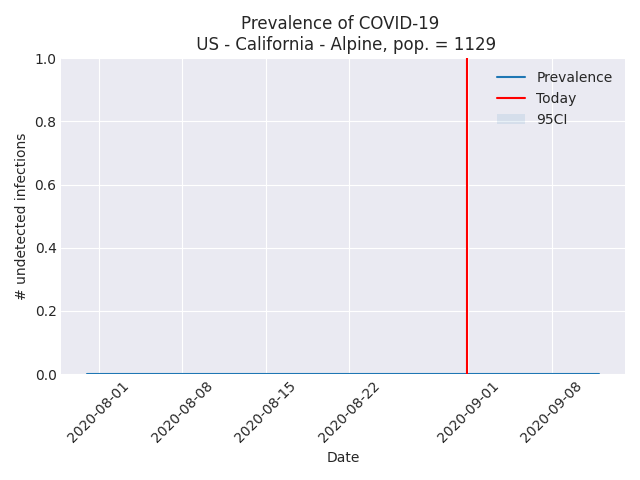 Prevalence of COVID-19
US - California - Alpine, pop. = 1129
1.0
0.8
0.6
0.4
0.2
0.0
# undetected infections
Prevalence
Today
95CI
2020-08-01
2020-08-08
2020-08-15
2020-08-22
2020-09-01
2020-09-08
Date